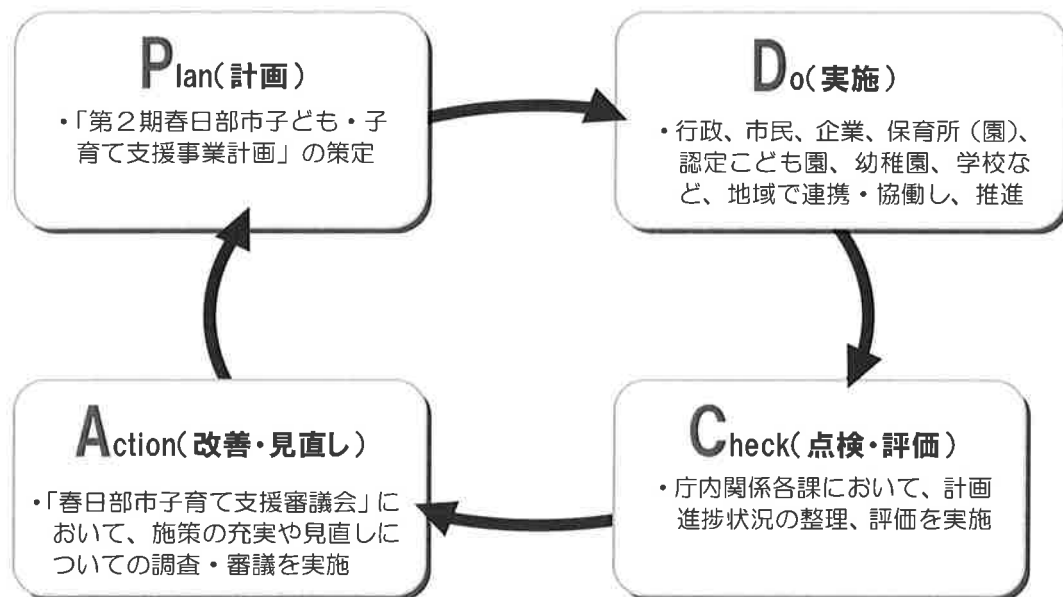 Plan(計画)
・「第２期春日部市子ども・子
育て支援事業計画」の策定
Do(実施)
・行政、市民、企業、保育所（園）、
認定こども園、幼稚園、学校な
ど、地域で連携・協働し、推進
Action(改善・見直し)
・「春日部市子育て支援審議会」に
おいて、施策の充実や見直しに
ついての調査・審議を実施
Check(点検・評価)
・庁内関係各課において、計画
進捗状況の整理、評価を実施